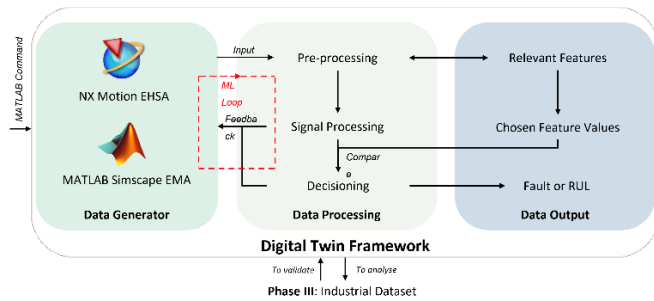 MATLAB Command
NX Motion EHSA
MATLAB Simscape EMA
Data Generator
Input
ML
Loop
Feedba
ck
Pre-processing
Signal Processing
Compar
e
Decisioning
Data Processing
Relevant Features
Chosen Feature Values
Fault or RUL
Data Output
Digital Twin Framework
To validate
To analyse
Phase III: Industrial Dataset